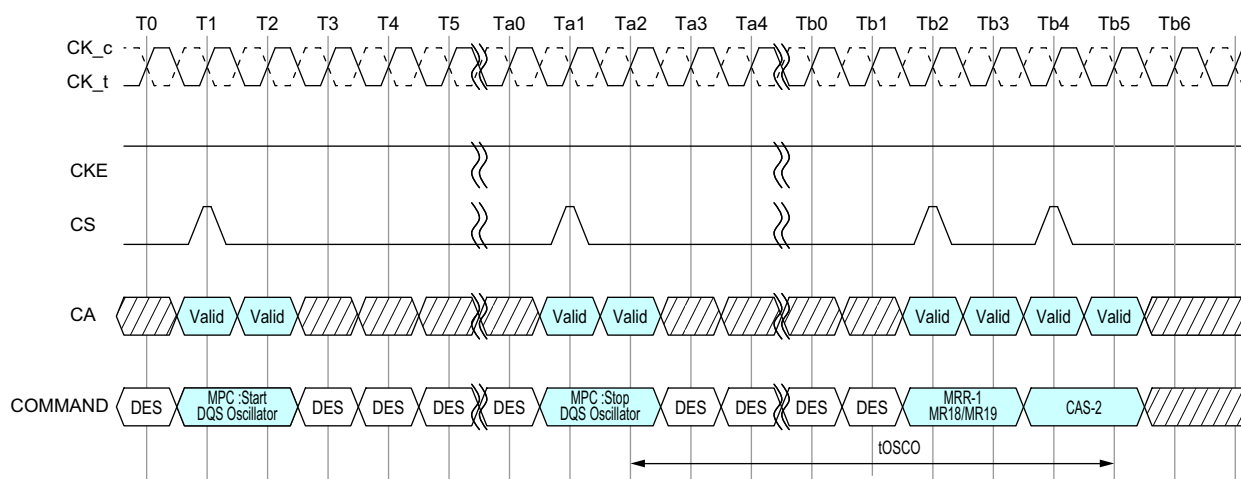 T0 T1 T2 T3 T4 T5 Ta0 Ta1 Ta2 Ta3 Ta4 Tb0 Tb1 Tb2 Tb3 Tb4 Tb5 Tb6
CK_c
CK_t
CKE
CS
CA Valid Valid Valid Valid Valid Valid Valid Valid
COMMAND DES MPC :Start DES DES DES DES MPC :Stop DES DES DES DES MRR-1 CAS-2
DQS Oscillator DQS Oscillator MR18/MR19
tOSCO